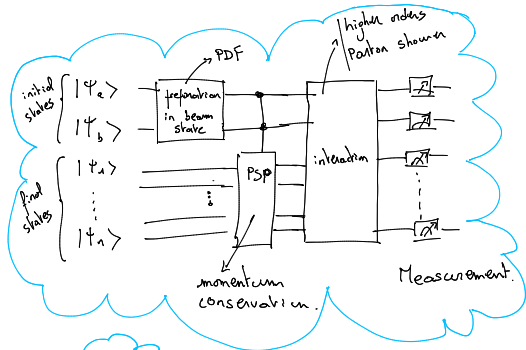 higher orders
Parton shower
PDF
initial
states
|Ψa⟩
|Ψb⟩
preparation
in beam
state
final
states
|Ψ1⟩
|Ψn⟩
PSP
interaction
momentum
conservation.
Measurement.